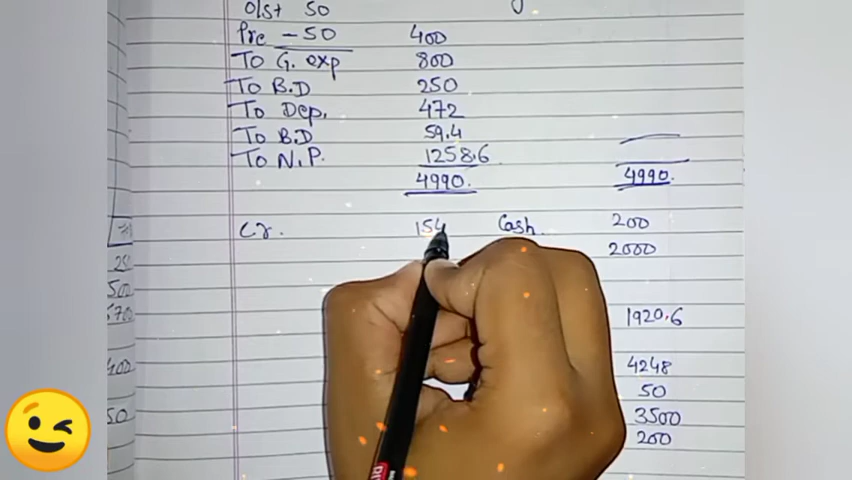 O/S+ 50
Pre - 50 400
To G. exp 800
To B.D 250
To Dep. 472
To B.D 59.4
To N.P. 1258.6
4990. 4990.
Cr. 154 Cash. 200
2000
1920.6
4248
50
3500
200